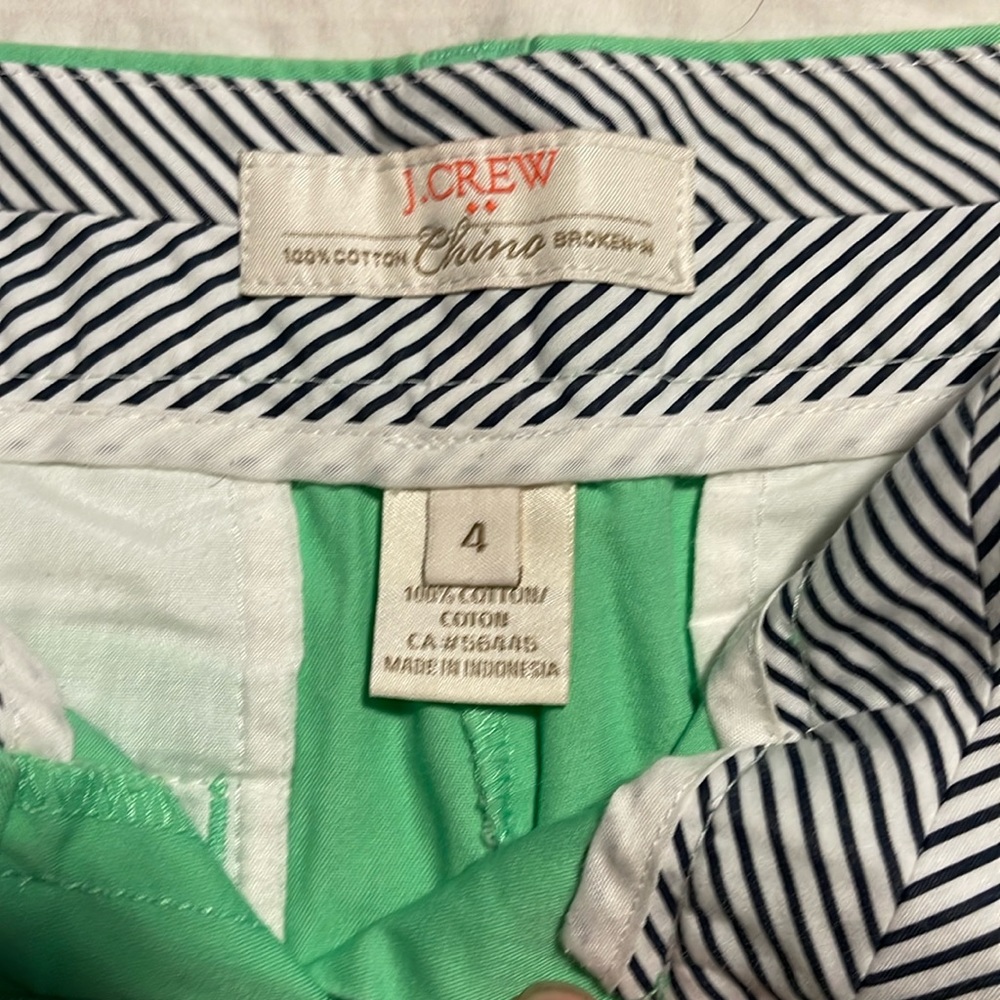 J.CREW
100% COTTON Chino BROKEN-IN
4
100% COTTON/
COTON
CA #56445
MADE IN INDONESIA